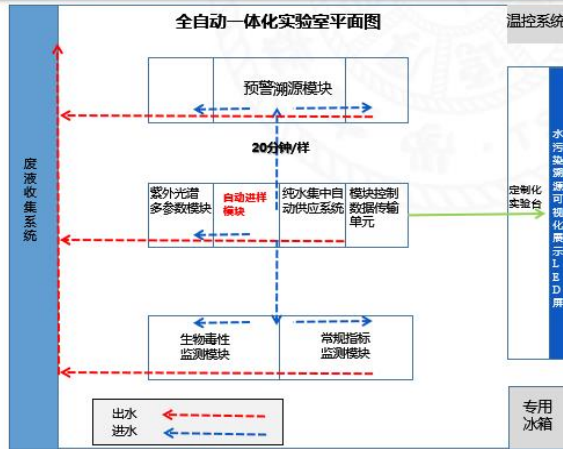 全自动一体化实验室平面图
温控系统
预警溯源模块
20分钟/样
废液收集系统
紫外光谱
多参数模块
自动进样
模块
纯水集中自
动供应系统
模块控制
数据传输
单元
定制化
实验台
水污染溯源可视化展示LED屏
生物毒性
监测模块
常规指标
监测模块
出水
进水
专用
冰箱